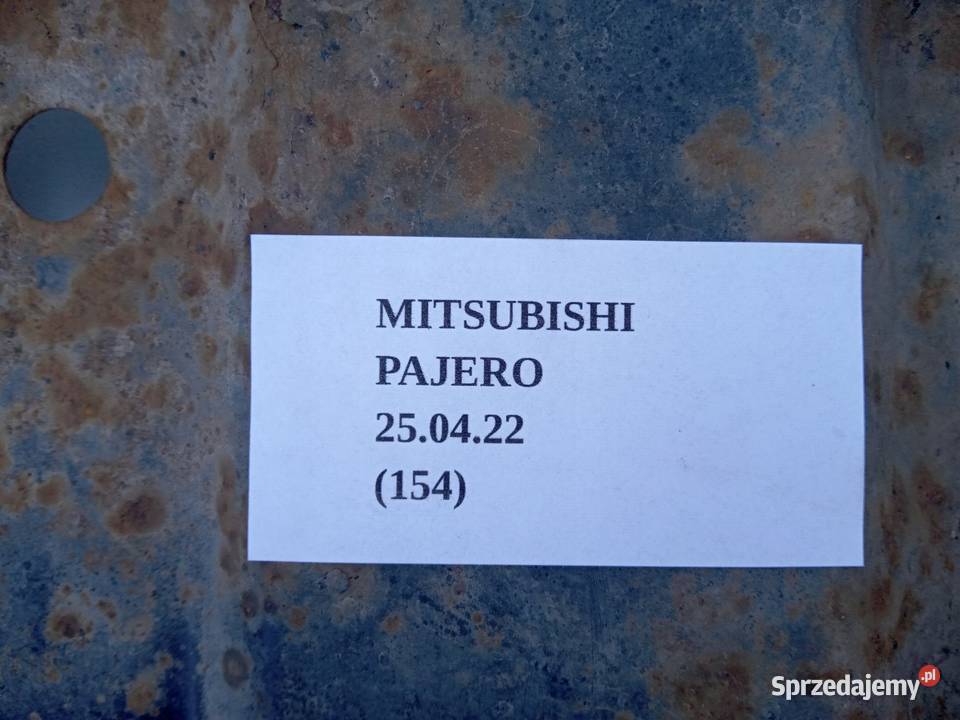 MITSUBISHI
PAJERO
25.04.22
(154)
Sprzedajemy.pl